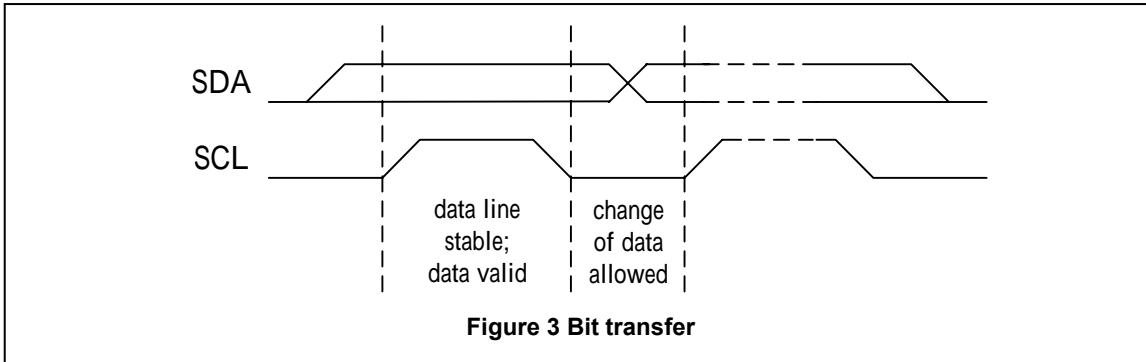 SDA
SCL
data line
stable;
data valid
change
of data
allowed
Figure 3 Bit transfer